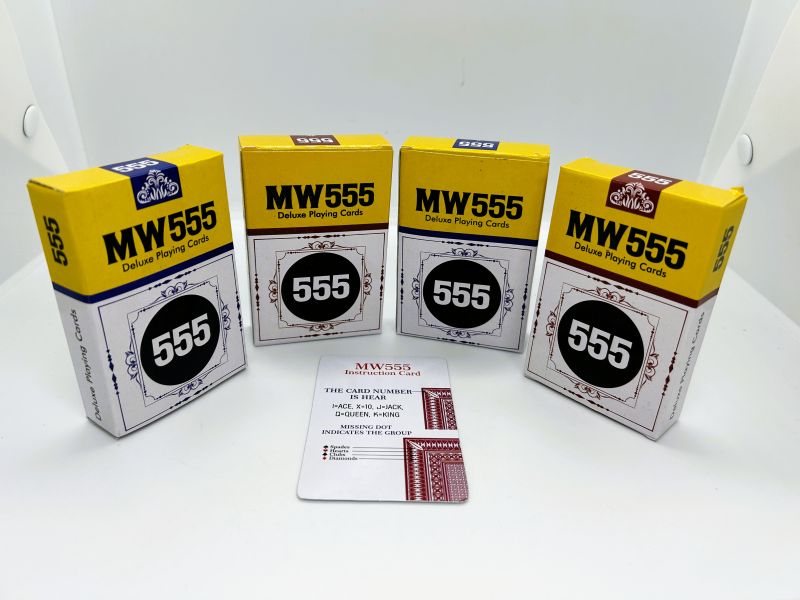 555
MW555
Deluxe Playing Cards
555
555
Deluxe Playing Cards
555
MW555
Deluxe Playing Cards
555
555
MW555
Deluxe Playing Cards
555
555
MW555
Deluxe Playing Cards
555
555
Deluxe Playing Cards
MW555
Instruction Card
THE CARD NUMBER
IS HEAR
I=ACE, X=10, J=JACK,
Q=QUEEN, K=KING
MISSING DOT
INDICATES THE GROUP
Spades
Hearts
Clubs
Diamonds